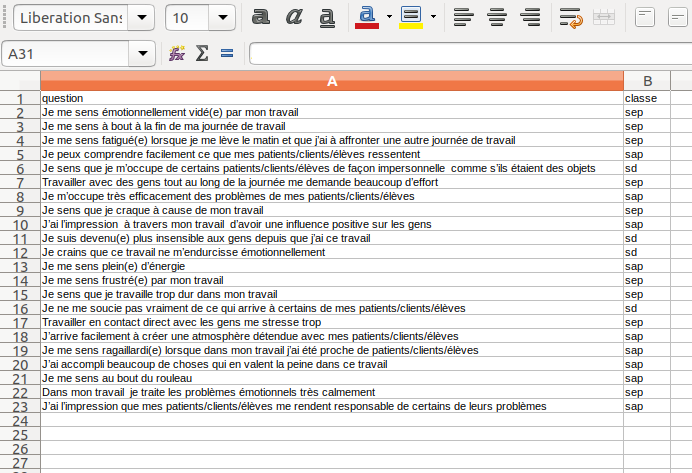 Liberation Sans 10
A31
A B
1 question classe
2 Je me sens émotionnellement vidé(e) par mon travail sep
3 Je me sens à bout à la fin de ma journée de travail sep
4 Je me sens fatigué(e) lorsque je me lève le matin et que j'ai à affronter une autre journée de travail sep
5 Je peux comprendre facilement ce que mes patients/clients/élèves ressentent sap
6 Je sens que je m'occupe de certains patients/clients/élèves de façon impersonnelle comme s'ils étaient des objets sd
7 Travailler avec des gens tout au long de la journée me demande beaucoup d'effort sep
8 Je m'occupe très efficacement des problèmes de mes patients/clients/élèves sap
9 Je sens que je craque à cause de mon travail sep
10 J'ai l'impression à travers mon travail d'avoir une influence positive sur les gens sap
11 Je suis devenu(e) plus insensible aux gens depuis que j'ai ce travail sd
12 Je crains que ce travail ne m'endurcisse émotionnellement sd
13 Je me sens plein(e) d'énergie sap
14 Je me sens frustré(e) par mon travail sep
15 Je sens que je travaille trop dur dans mon travail sep
16 Je ne me soucie pas vraiment de ce qui arrive à certains de mes patients/clients/élèves sd
17 Travailler en contact direct avec les gens me stresse trop sep
18 J'arrive facilement à créer une atmosphère détendue avec mes patients/clients/élèves sap
19 Je me sens ragaillardi(e) lorsque dans mon travail j'ai été proche de patients/clients/élèves sap
20 J'ai accompli beaucoup de choses qui en valent la peine dans ce travail sap
21 Je me sens au bout du rouleau sap
22 Dans mon travail je traite les problèmes émotionnels très calmement sep
23 J'ai l'impression que mes patients/clients/élèves me rendent responsable de certains de leurs problèmes sap
24
25
26
27